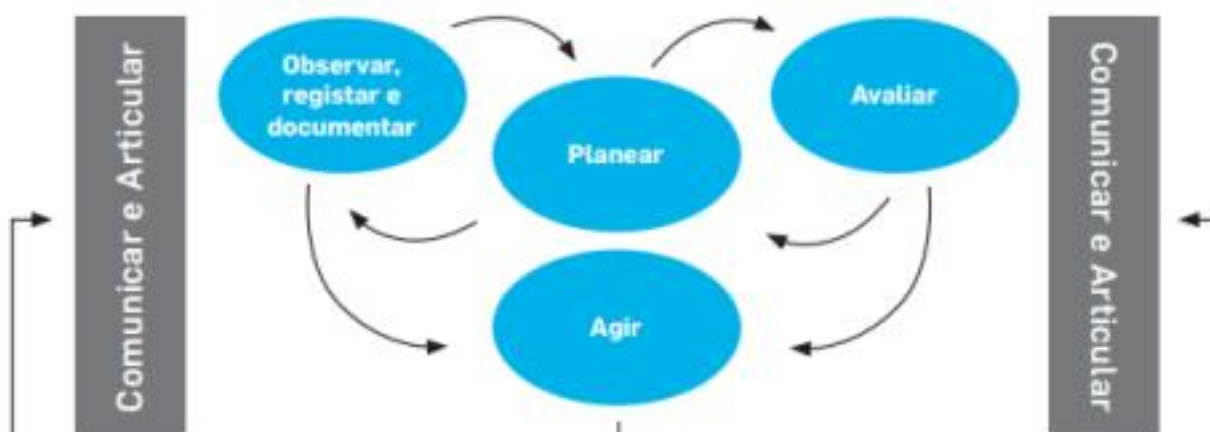 Comunicar e Articular
Observar,
registar e
documentar
Planear
Avaliar
Agir
Comunicar e Articular